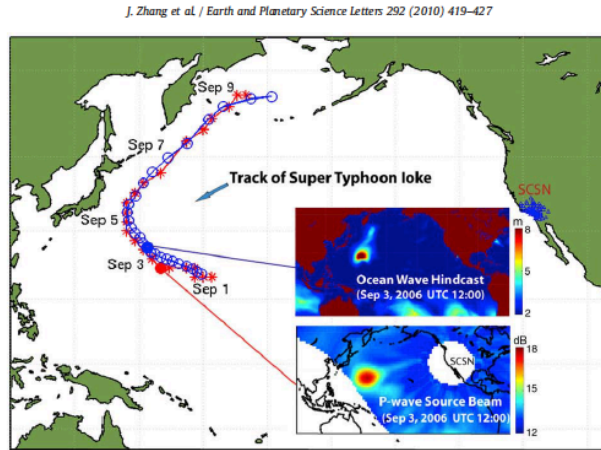 J. Zhang et al. / Earth and Planetary Science Letters 292 (2010) 419–427
Sep 9
Sep 7
Track of Super Typhoon Ioke
SCSN
Sep 5
m
8
6
4
2
Ocean Wave Hindcast
(Sep 3, 2006 UTC 12:00)
Sep 3
Sep 1
dB
18
15
12
SCSN
P-wave Source Beam
(Sep 3, 2006 UTC 12:00)